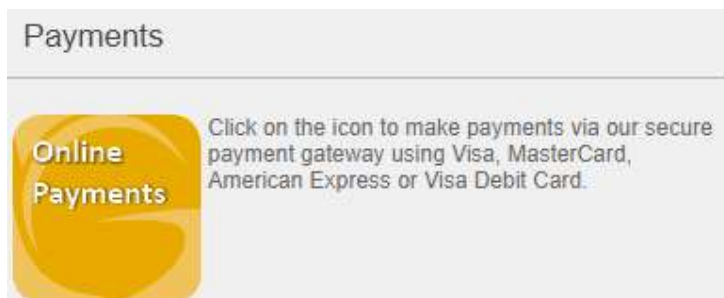 Payments
Online
Payments
Click on the icon to make payments via our secure
payment gateway using Visa, MasterCard,
American Express or Visa Debit Card.